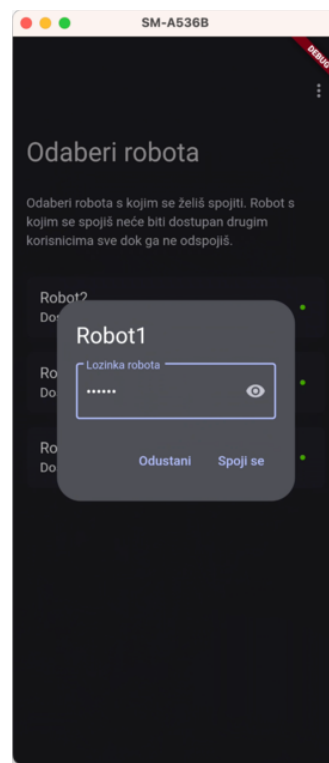 SM-A536B
DEBUG
Odaberi robota
Odaberi robota s kojim se želiš spojiti. Robot s
kojim se spojiš neće biti dostupan drugim
korisnicima sve dok ga ne odspojiš.
Robot2
Do
Robot1
Lozinka robota
••••••
Ro
Do
Ro
Do
Odustani Spoji se